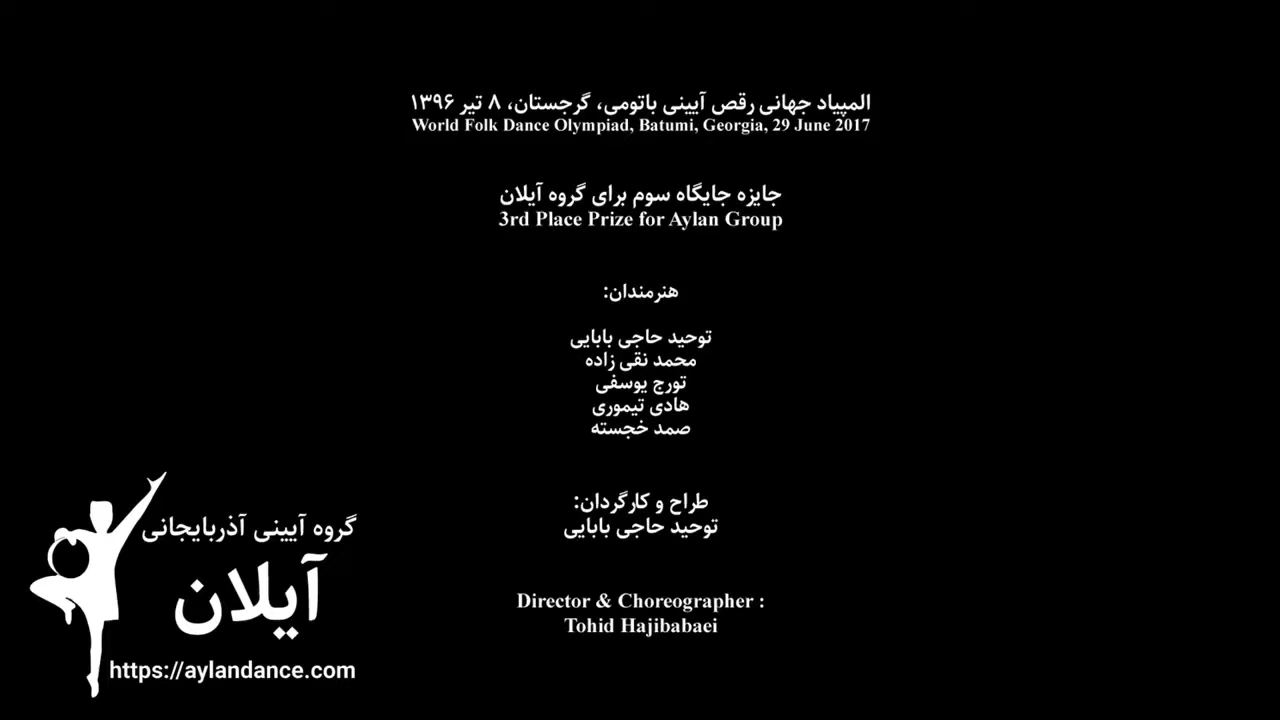 المپیاد جهانی رقص آیینی باتومی، گرجستان، ۸ تیر ۱۳۹۶
World Folk Dance Olympiad, Batumi, Georgia, 29 June 2017
جایزه جایگاه سوم برای گروه آیلان
3rd Place Prize for Aylan Group
هنرمندان:
توحید حاجی بابایی
محمد نقی زاده
تورج یوسفی
هادی تیموری
صمد خجسته
طراح و کارگردان:
توحید حاجی بابایی
Director & Choreographer :
Tohid Hajibabaei
گروه آیینی آذربایجانی
آیلان
https://aylandance.com